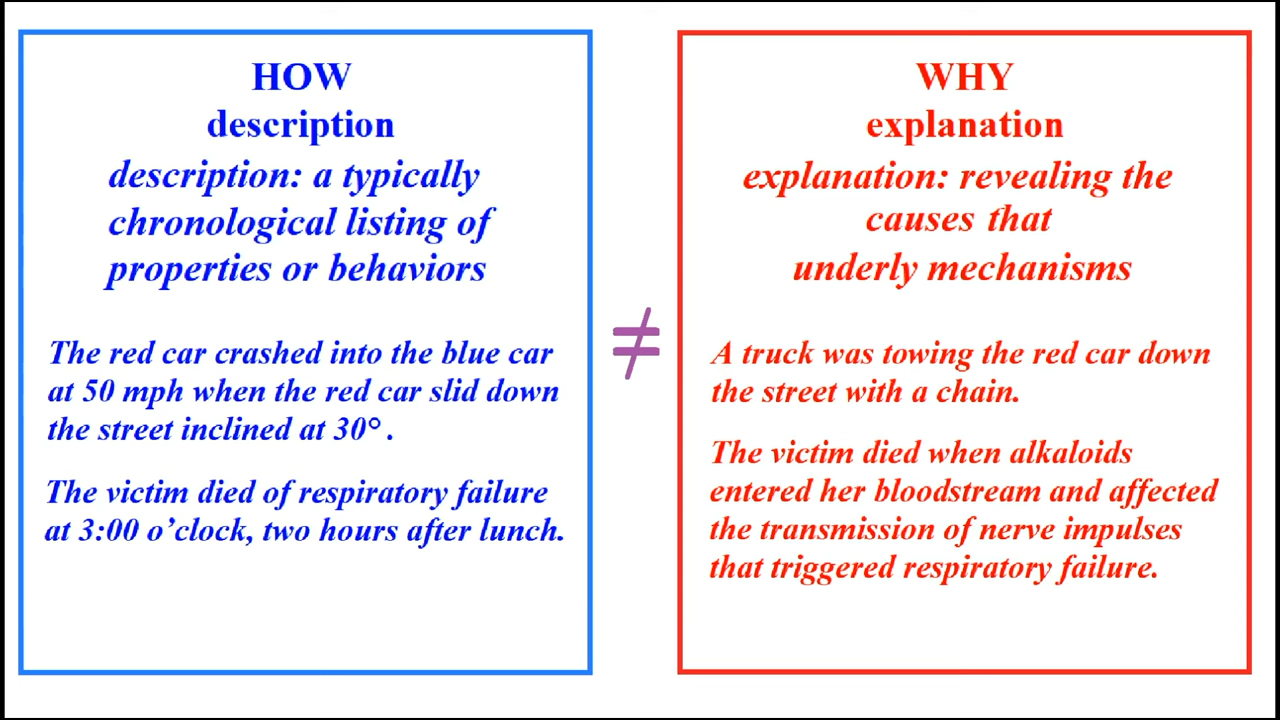 HOW
description
description: a typically
chronological listing of
properties or behaviors
The red car crashed into the blue car
at 50 mph when the red car slid down
the street inclined at 30° .
The victim died of respiratory failure
at 3:00 o’clock, two hours after lunch.
≠
WHY
explanation
explanation: revealing the
causes that
underly mechanisms
A truck was towing the red car down
the street with a chain.
The victim died when alkaloids
entered her bloodstream and affected
the transmission of nerve impulses
that triggered respiratory failure.